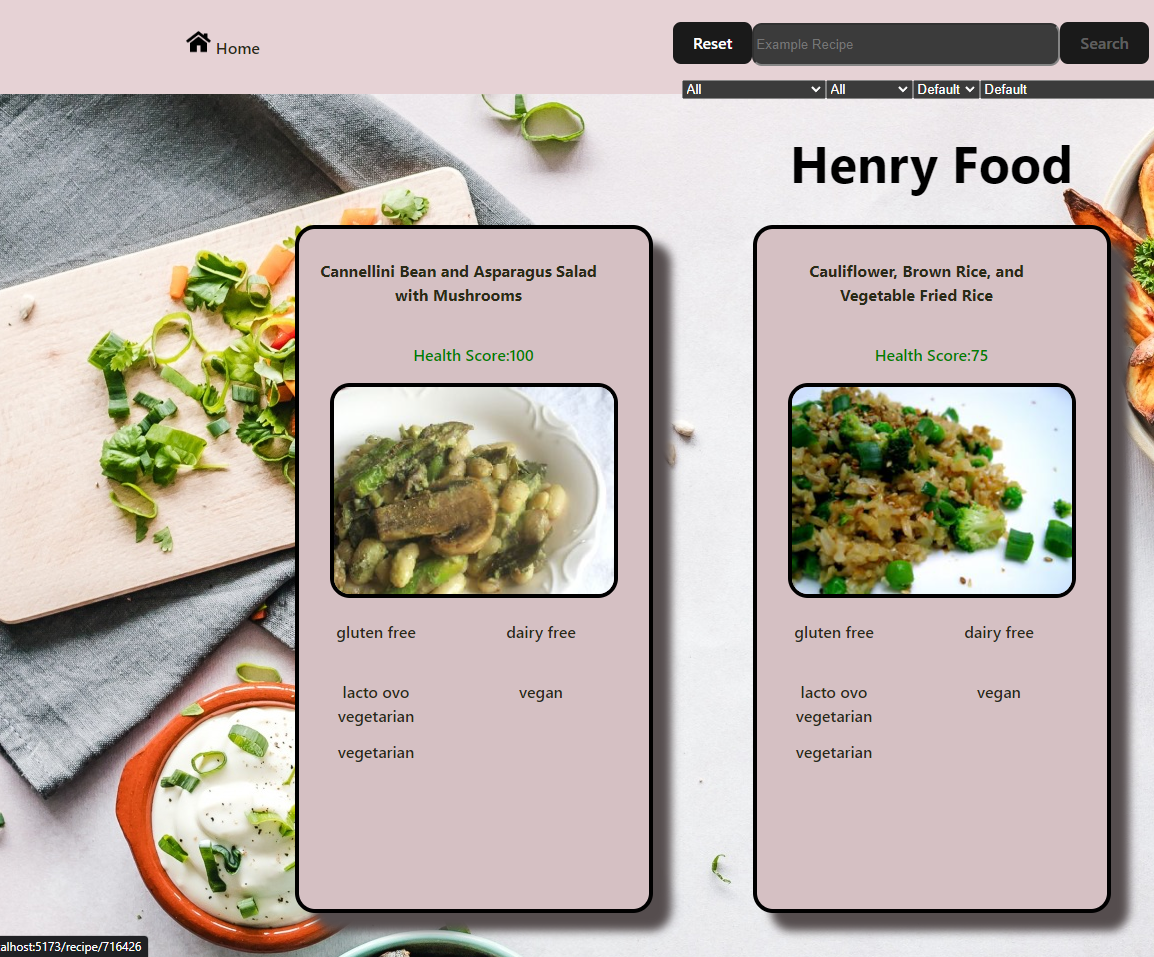 Home
Reset
Example Recipe
Search
All
All
Default
Default
Henry Food
Cannellini Bean and Asparagus Salad
with Mushrooms
Health Score:100
gluten free
dairy free
lacto ovo
vegetarian
vegan
vegetarian
Cauliflower, Brown Rice, and
Vegetable Fried Rice
Health Score:75
gluten free
dairy free
lacto ovo
vegetarian
vegan
vegetarian
alhost:5173/recipe/716426